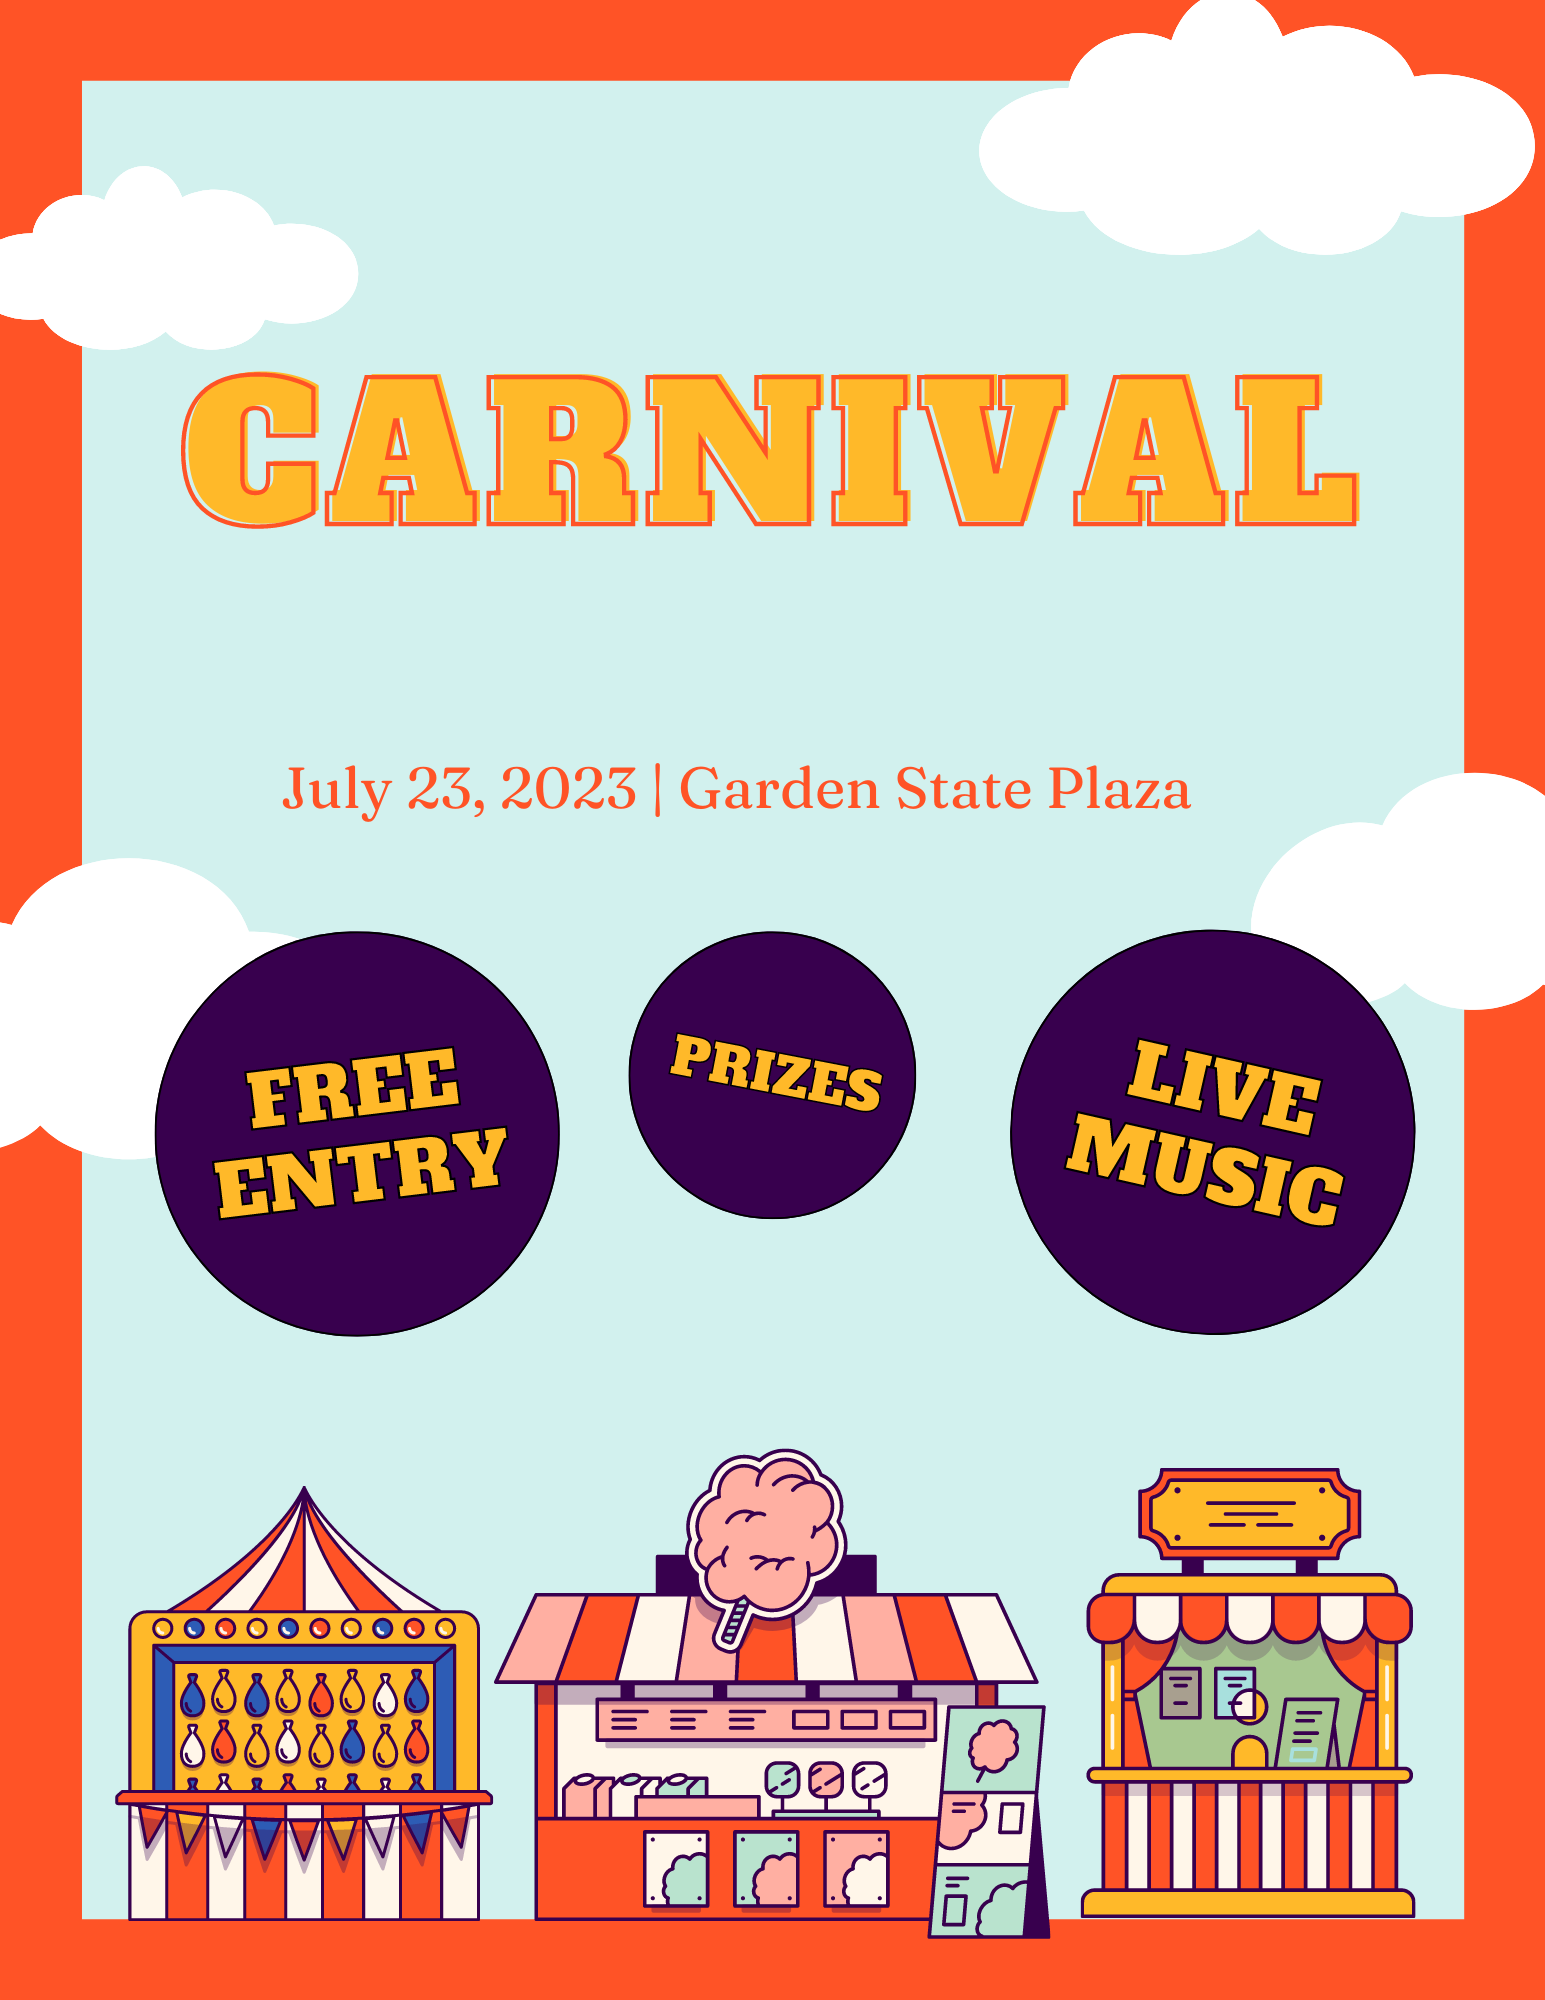 CARNIVAL
July 23, 2023 | Garden State Plaza
FREE
ENTRY
PRIZES
LIVE
MUSIC